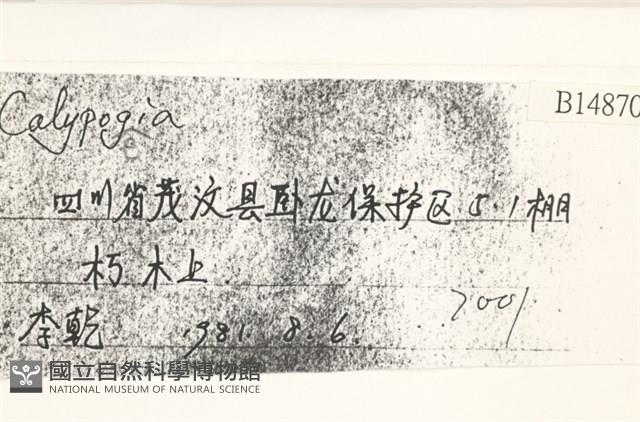 B14870
Calypogia
e
四川省茂汶县卧龙保护区 5.1棚
朽木上
李乾 1981.8.6. 7001
國立自然科學博物館
NATIONAL MUSEUM OF NATURAL SCIENCE